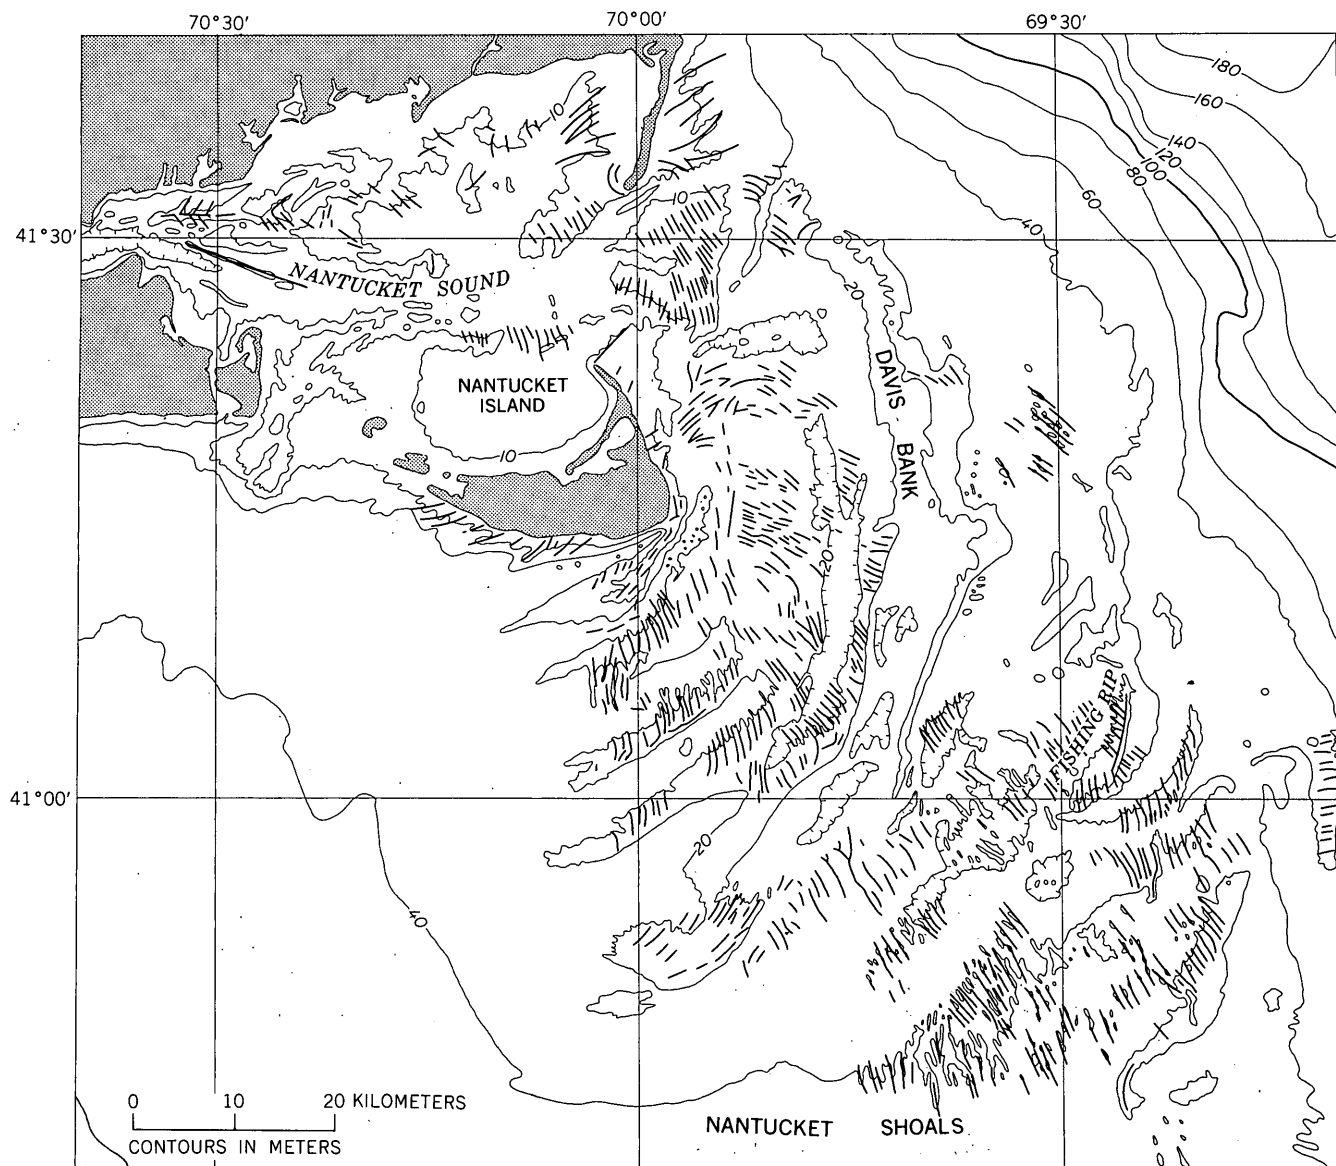 70°30' 70°00' 69°30'
180
160
140
120
100
80
60
40
10
10
41°30'
NANTUCKET SOUND
20
DAVIS
BANK
NANTUCKET
ISLAND
10
20
FISHING RIP
41°00'
20
40
0 10 20 KILOMETERS
CONTOURS IN METERS
NANTUCKET SHOALS